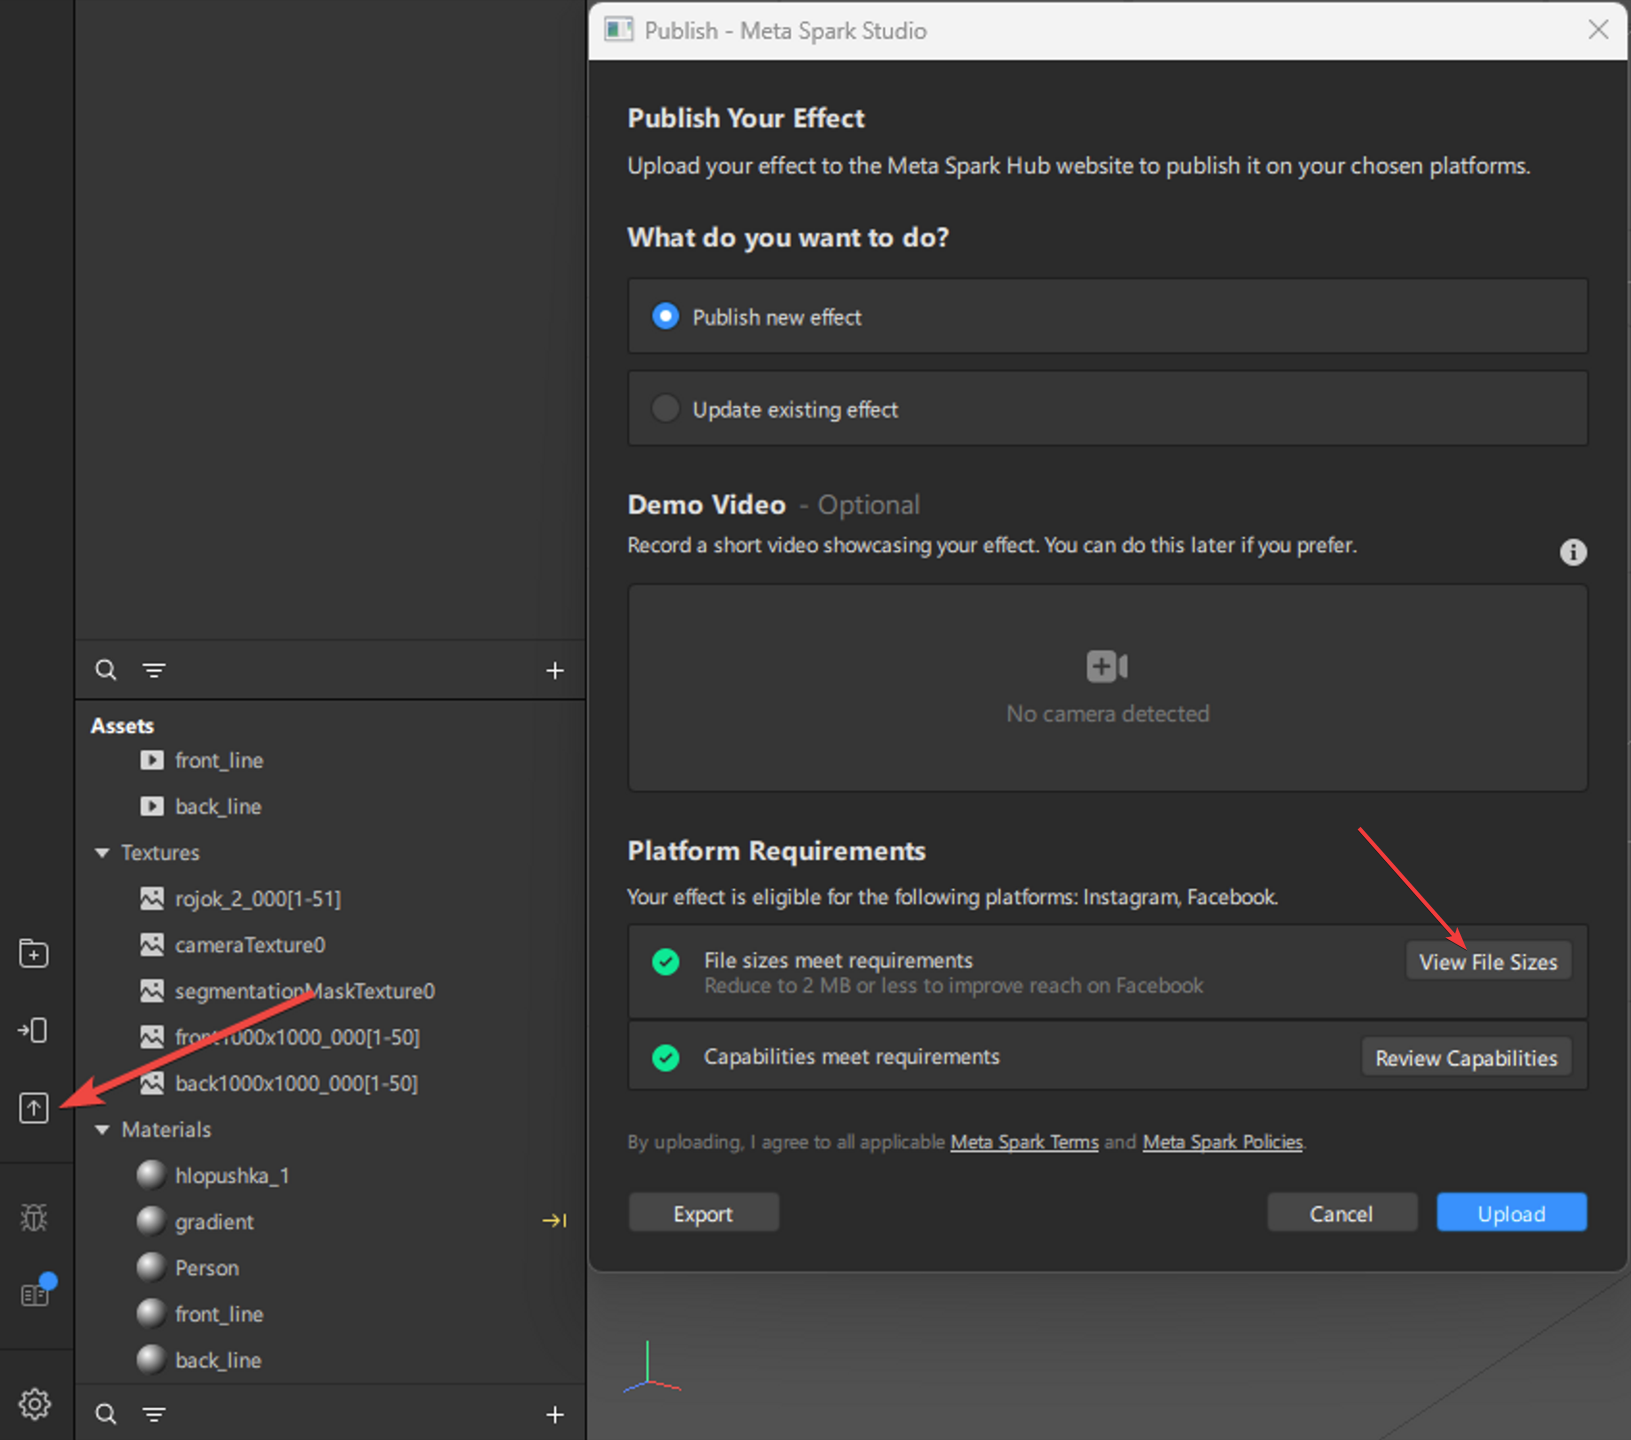 Publish - Meta Spark Studio
Publish Your Effect
Upload your effect to the Meta Spark Hub website to publish it on your chosen platforms.
What do you want to do?
Publish new effect
Update existing effect
Demo Video - Optional
Record a short video showcasing your effect. You can do this later if you prefer.
No camera detected
Platform Requirements
Your effect is eligible for the following platforms: Instagram, Facebook.
File sizes meet requirements
Reduce to 2 MB or less to improve reach on Facebook
View File Sizes
Capabilities meet requirements
Review Capabilities
By uploading, I agree to all applicable Meta Spark Terms and Meta Spark Policies.
Export
Cancel
Upload
Assets
front_line
back_line
Textures
rojok_2_000[1-51]
cameraTexture0
segmentationMaskTexture0
front1000x1000_000[1-50]
back1000x1000_000[1-50]
Materials
hlopushka_1
gradient
Person
front_line
back_line